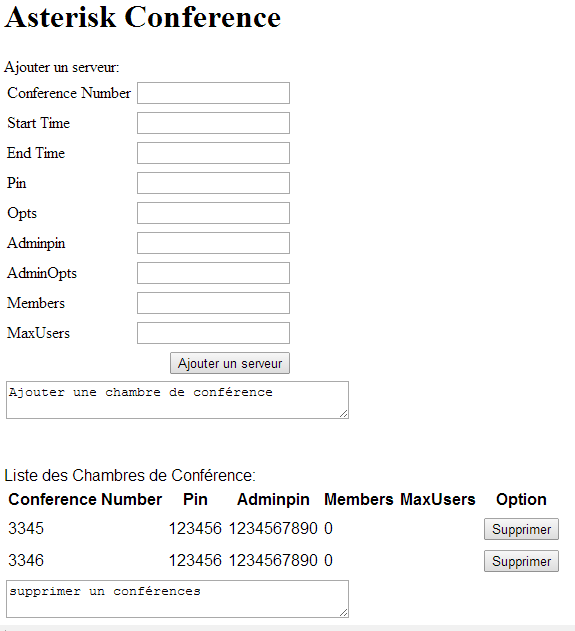 Asterisk Conference
Ajouter un serveur:
Conference Number
Start Time
End Time
Pin
Opts
Adminpin
AdminOpts
Members
MaxUsers
Ajouter un serveur
Ajouter une chambre de conférence
Liste des Chambres de Conférence:
Conference Number Pin Adminpin Members MaxUsers Option
3345 123456 1234567890 0 Supprimer
3346 123456 1234567890 0 Supprimer
supprimer un conférences